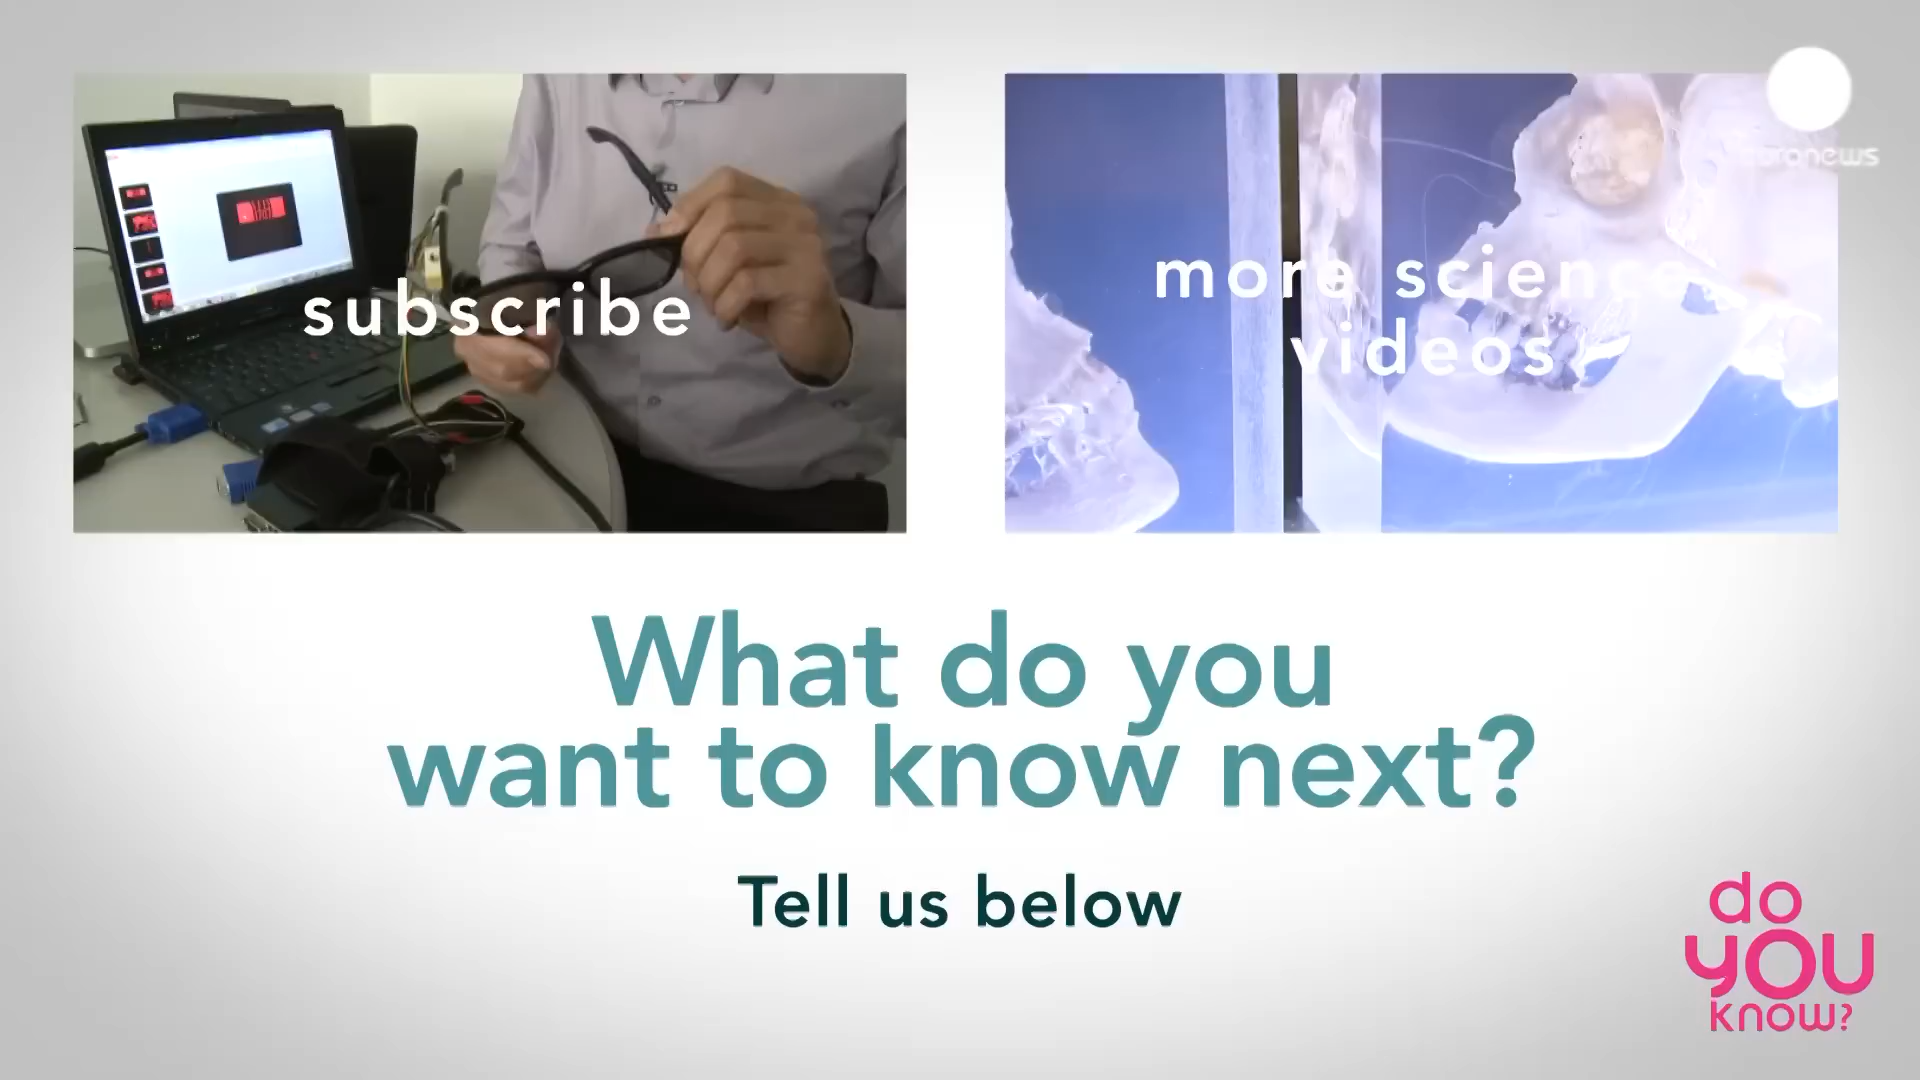 subscribe
more science
videos
euronews
What do you
want to know next?
Tell us below
do
you
know?